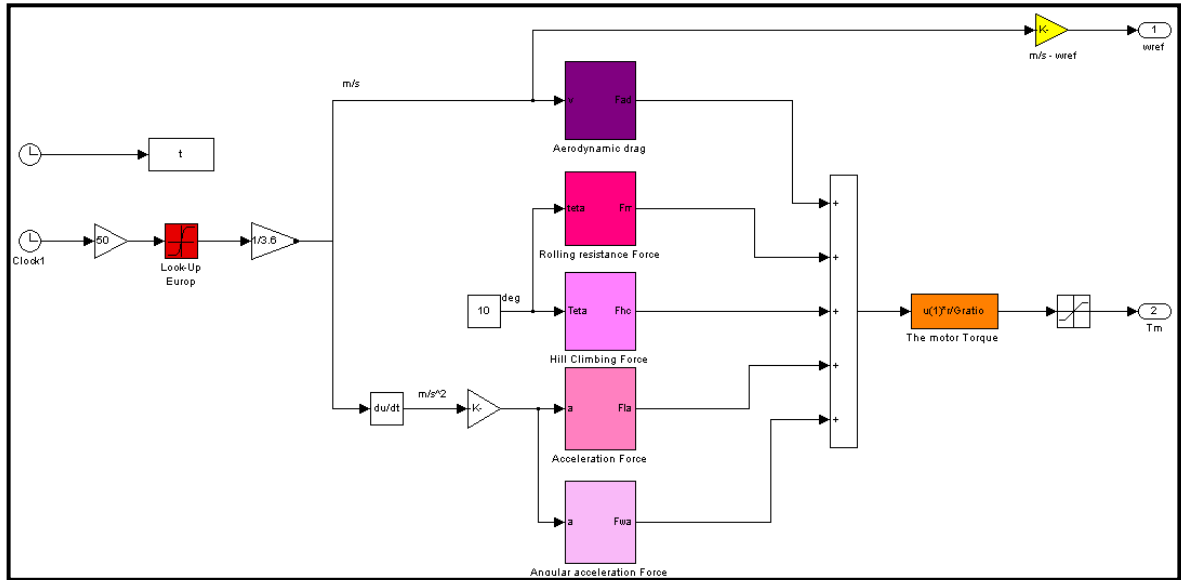 K-
1
m/s - wref
wref
m/s
v Fad
Aerodynamic drag
t
teta Frr
Rolling resistance Force
50
1/3.6
Clock1
Look-Up
Europ
deg
10
Teta Fhc
Hill Climbing Force
u(1)*r/Gratio
The motor Torque
2
Tm
du/dt
m/s^2
K-
a Fla
Acceleration Force
a Fwa
Angular acceleration Force
+
+
+
+
+